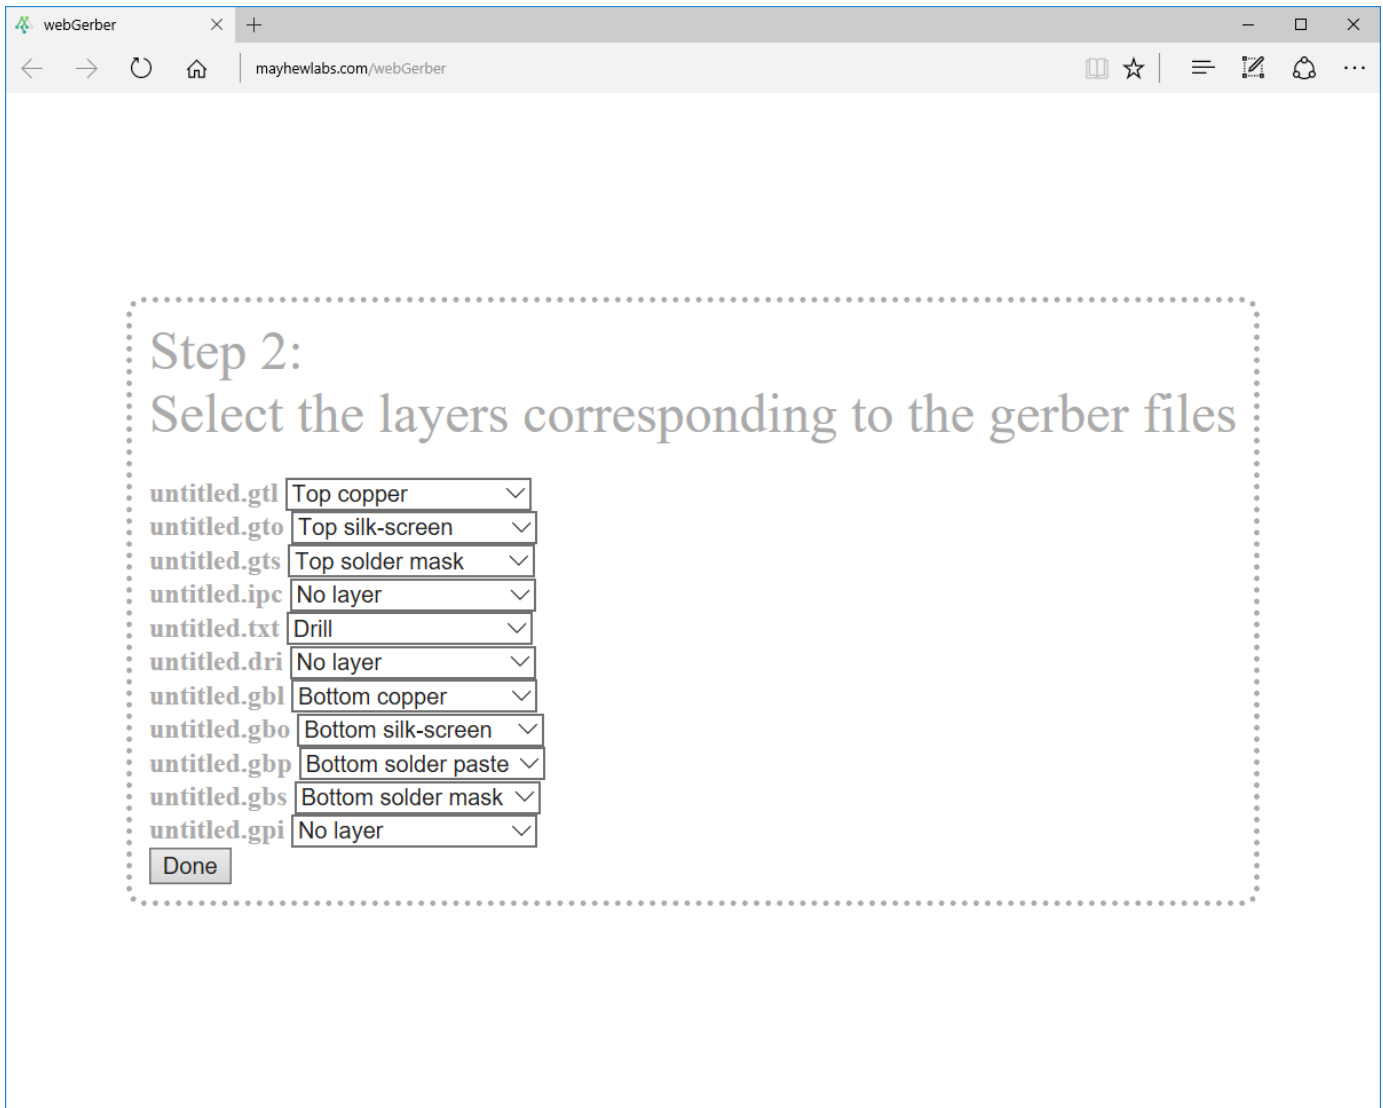 webGerber
mayhewlabs.com/webGerber
Step 2:
Select the layers corresponding to the gerber files
untitled.gtl Top copper
untitled.gto Top silk-screen
untitled.gts Top solder mask
untitled.ipc No layer
untitled.txt Drill
untitled.dri No layer
untitled.gbl Bottom copper
untitled.gbo Bottom silk-screen
untitled.gbp Bottom solder paste
untitled.gbs Bottom solder mask
untitled.gpi No layer
Done